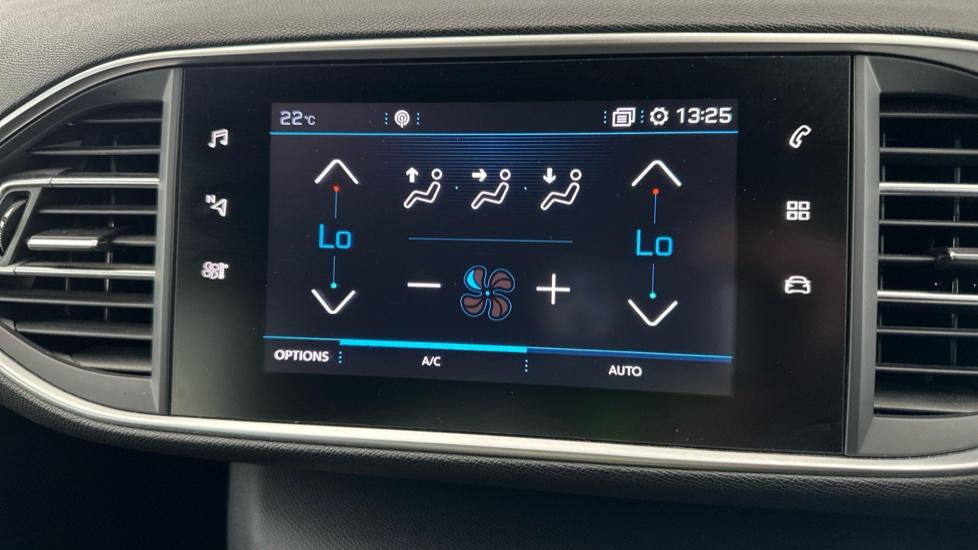 22°C
13:25
N
Lo
Lo
OPTIONS
A/C
AUTO